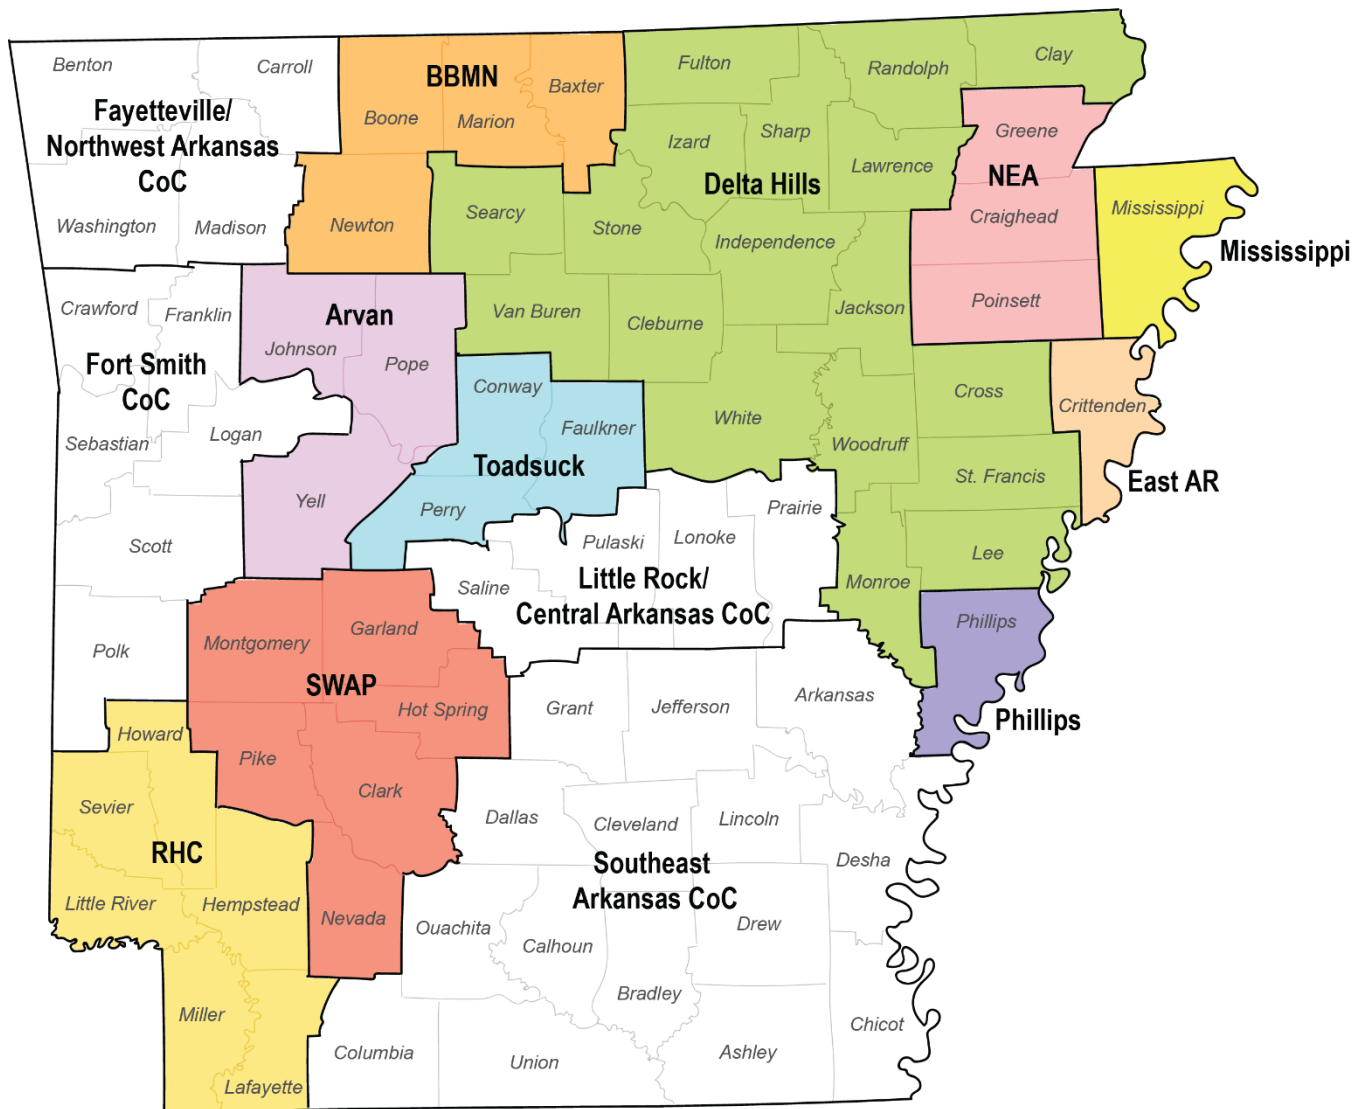 Benton
Carroll
Fayetteville/
Northwest Arkansas
CoC
Washington
Madison
BBMN
Boone
Marion
Baxter
Newton
Fulton
Randolph
Clay
Izard
Sharp
Lawrence
Delta Hills
Searcy
Stone
Independence
Jackson
Van Buren
Cleburne
White
Woodruff
Cross
St. Francis
Lee
Monroe
Greene
NEA
Craighead
Poinsett
Mississippi
Mississippi
Crittenden
East AR
Phillips
Phillips
Crawford
Franklin
Fort Smith
CoC
Sebastian
Logan
Scott
Polk
Arvan
Johnson
Pope
Yell
Conway
Faulkner
Toadsuck
Perry
Prairie
Pulaski
Lonoke
Saline
Little Rock/
Central Arkansas CoC
Montgomery
Garland
SWAP
Hot Spring
Pike
Clark
Nevada
Howard
Sevier
RHC
Little River
Hempstead
Miller
Lafayette
Grant
Jefferson
Arkansas
Dallas
Cleveland
Lincoln
Desha
Southeast
Arkansas CoC
Ouachita
Calhoun
Drew
Bradley
Chicot
Columbia
Union
Ashley